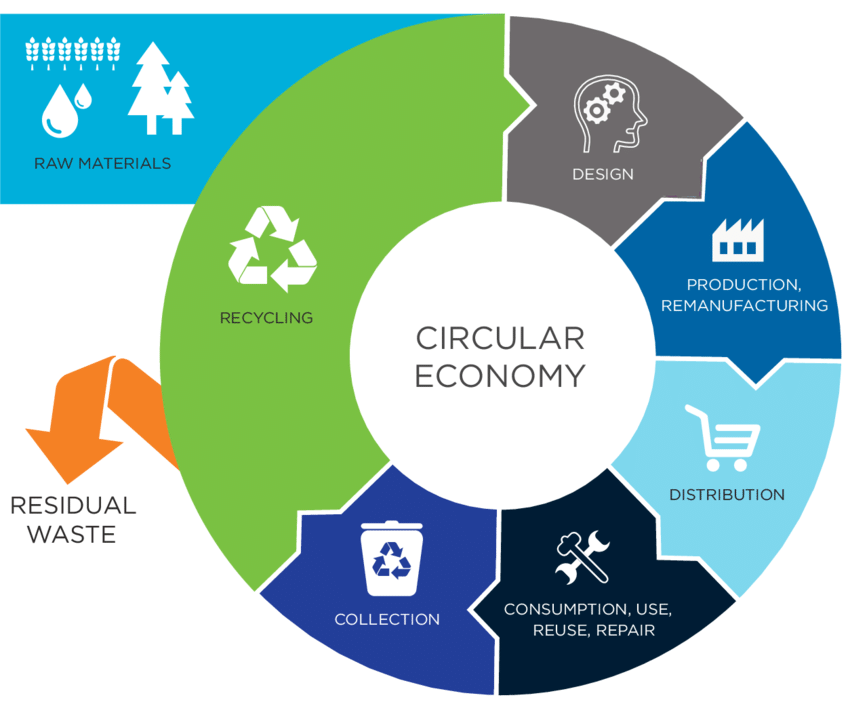 RAW MATERIALS
DESIGN
PRODUCTION,
REMANUFACTURING
RECYCLING
CIRCULAR
ECONOMY
DISTRIBUTION
RESIDUAL
WASTE
CONSUMPTION, USE,
REUSE, REPAIR
COLLECTION